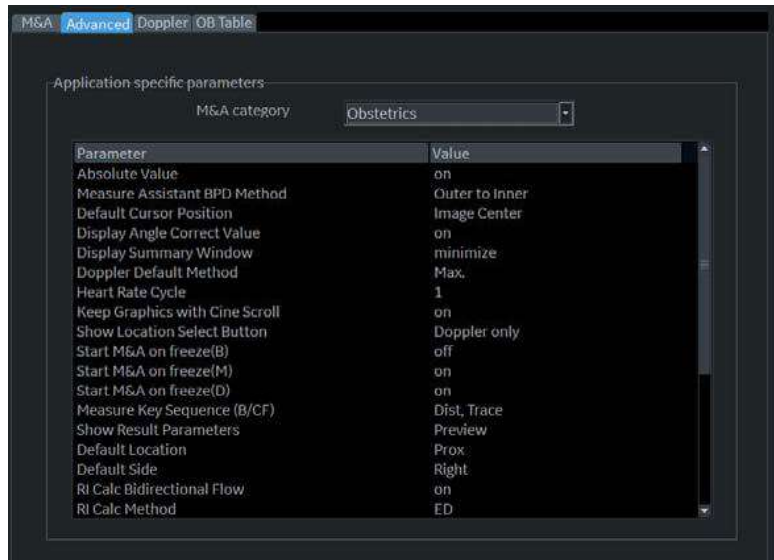 M&A Advanced Doppler OB Table
Application specific parameters
M&A category Obstetrics
Parameter Value
Absolute Value on
Measure Assistant BPD Method Outer to Inner
Default Cursor Position Image Center
Display Angle Correct Value on
Display Summary Window minimize
Doppler Default Method Max.
Heart Rate Cycle 1
Keep Graphics with Cine Scroll on
Show Location Select Button Doppler only
Start M&A on freeze(B) off
Start M&A on freeze(M) on
Start M&A on freeze(D) on
Measure Key Sequence (B/CF) Dist, Trace
Show Result Parameters Preview
Default Location Prox
Default Side Right
RI Calc Bidirectional Flow on
RI Calc Method ED